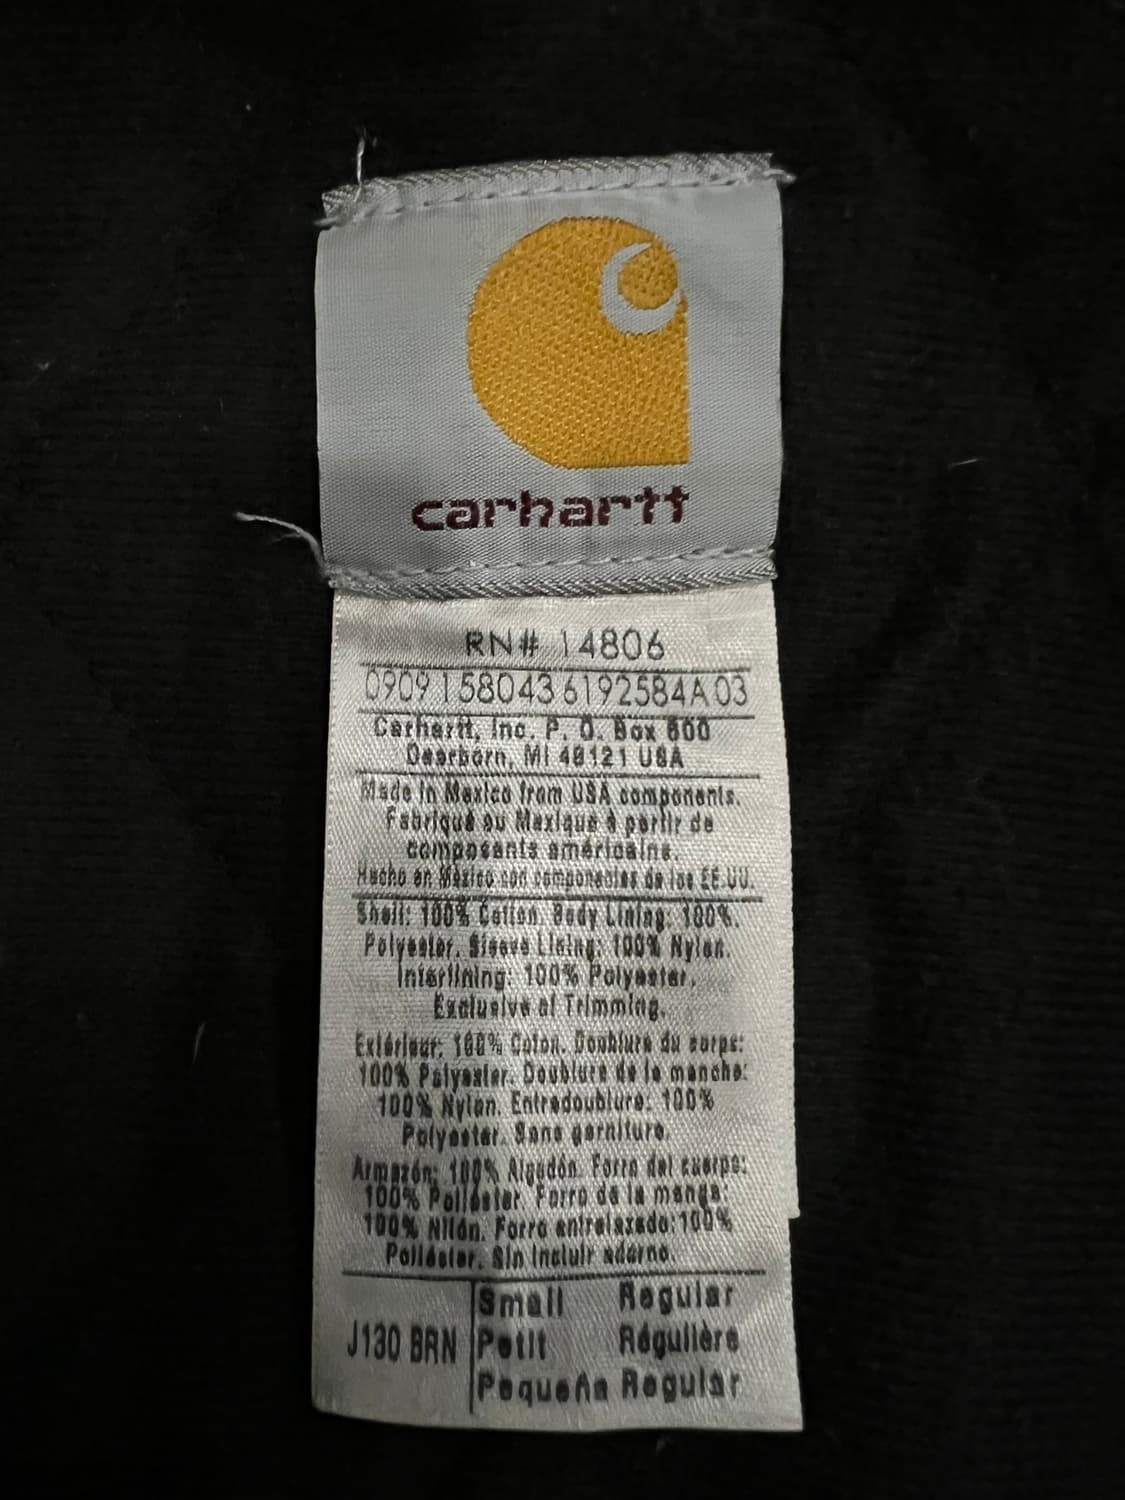 carhartt
RN# 14806
0909 158043 6192584A 03
Carhartt, Inc. P. O. Box 600
Dearborn, MI 48121 USA
Made in Mexico from USA components.
Fabriqué au Mexique à partir de
composants américains.
Hecho en México con componentes de los EE.UU.
Shell: 100% Cotton. Body Lining: 100%.
Polyester. Sleeve Lining: 100% Nylon.
Interlining: 100% Polyester.
Exclusive of Trimming.
Extérieur: 100% Coton. Doublure du corps:
100% Polyester. Doublure de la manche:
100% Nylon. Entredoublure: 100%
Polyester. Sans garniture.
Armazón: 100% Algodón. Forro del cuerpo:
100% Poliéster. Forro de la manga:
100% Nilón. Forro entrelazado: 100%
Poliéster. Sin incluir adorno.
J130 BRN
Small Regular
Petit Régulière
Pequeña Regular